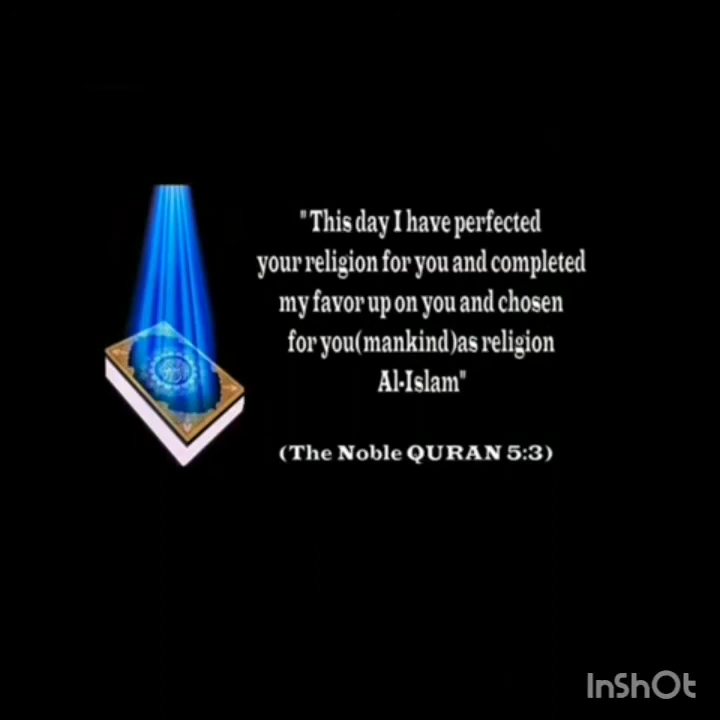 "This day I have perfected
your religion for you and completed
my favor up on you and chosen
for you(mankind)as religion
Al-Islam"
(The Noble QURAN 5:3)
InShOt